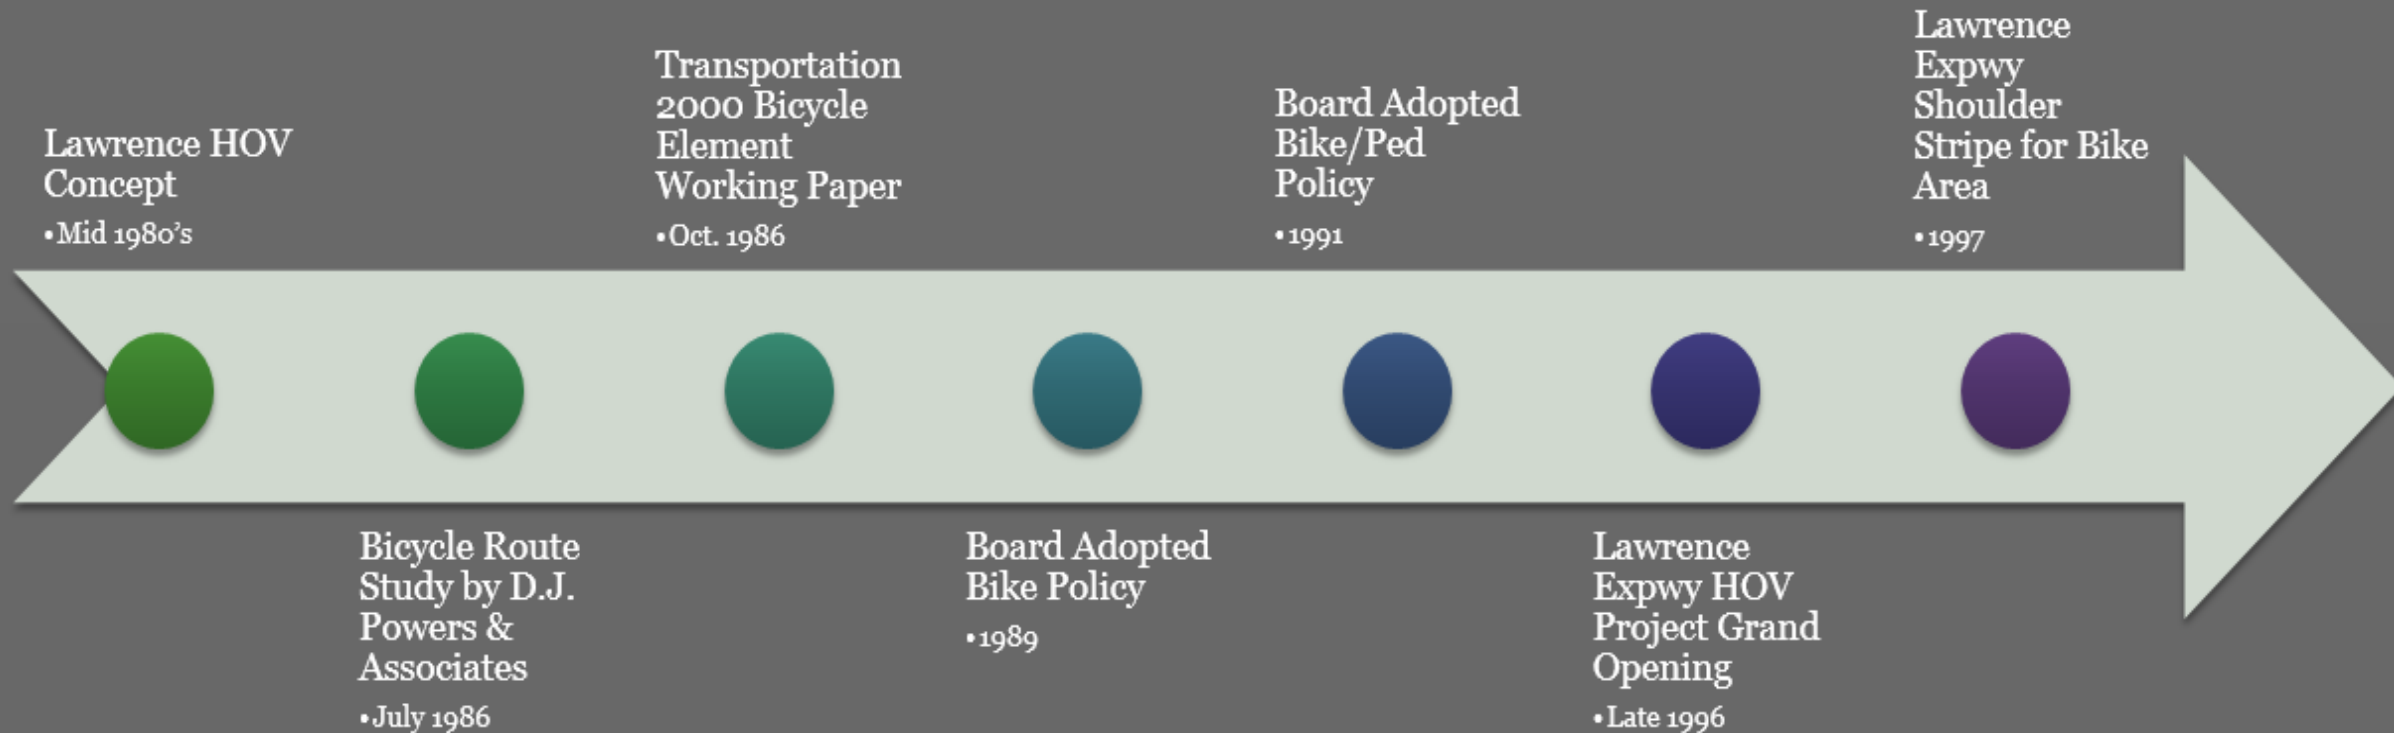 Lawrence HOV
Concept
•Mid 1980’s
Bicycle Route
Study by D.J.
Powers &
Associates
•July 1986
Transportation
2000 Bicycle
Element
Working Paper
•Oct. 1986
Board Adopted
Bike Policy
•1989
Board Adopted
Bike/Ped
Policy
•1991
Lawrence
Expwy HOV
Project Grand
Opening
•Late 1996
Lawrence
Expwy
Shoulder
Stripe for Bike
Area
•1997